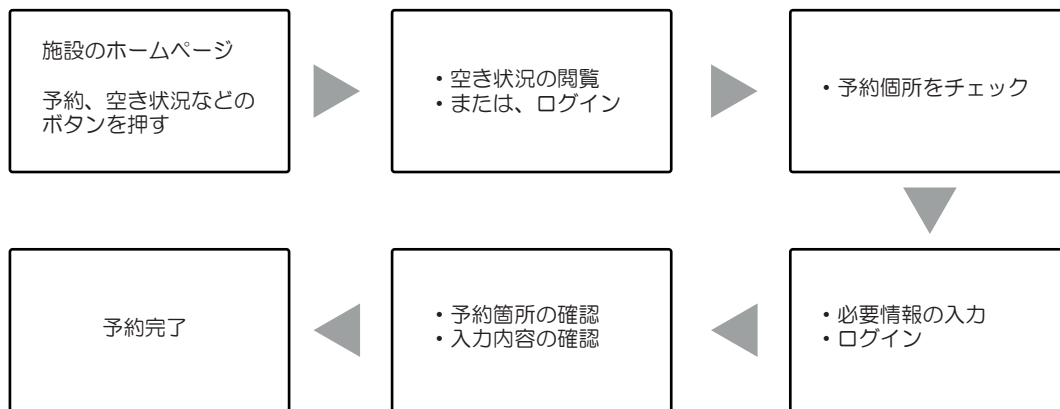 施設のホームページ
予約、空き状況などの
ボタンを押す
・空き状況の閲覧
・または、ログイン
・予約個所をチェック
・必要情報の入力
・ログイン
・予約箇所の確認
・入力内容の確認
予約完了